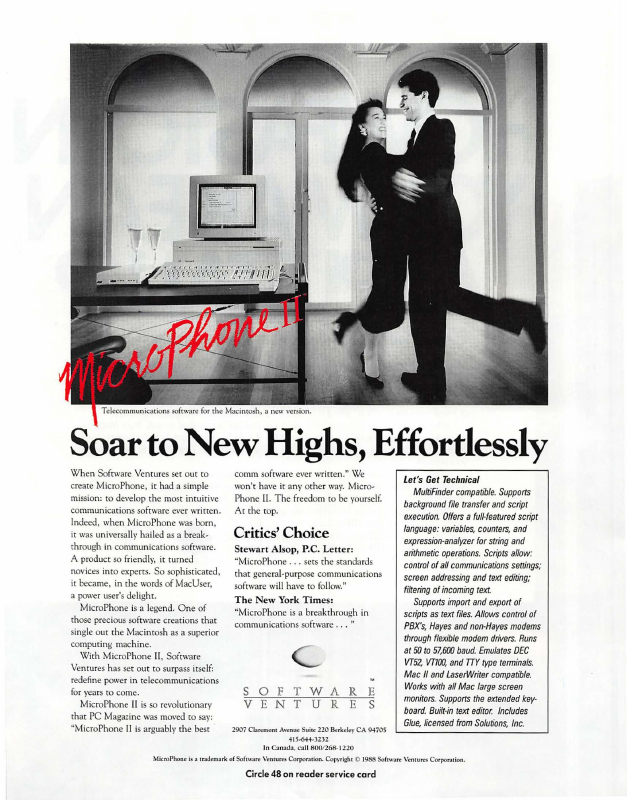 MicroPhone II
Telecommunications software for the Macintosh, a new version.
Soar to New Highs, Effortlessly
When Software Ventures set out to
create MicroPhone, it had a simple
mission: to develop the most intuitive
communications software ever written.
Indeed, when MicroPhone was born,
it was universally hailed as a break-
through in communications software.
A product so friendly, it turned
novices into experts. So sophisticated,
it became, in the words of MacUser,
a power user's delight.
MicroPhone is a legend. One of
those precious software creations that
single out the Macintosh as a superior
computing machine.
With MicroPhone II, Software
Ventures has set out to surpass itself:
redefine power in telecommunications
for years to come.
MicroPhone II is so revolutionary
that PC Magazine was moved to say:
"MicroPhone II is arguably the best
comm software ever written." We
won't have it any other way. Micro-
Phone II. The freedom to be yourself.
At the top.
Critics' Choice
Stewart Alsop, P.C. Letter:
"MicroPhone . . . sets the standards
that general-purpose communications
software will have to follow."
The New York Times:
"MicroPhone is a breakthrough in
communications software . . . "
TM
SOFTWARE
VENTURES
2907 Claremont Avenue Suite 220 Berkeley CA 94705
415-644-3232
In Canada, call 800/268-1220
Let's Get Technical
MultiFinder compatible. Supports
background file transfer and script
execution. Offers a full-featured script
language: variables, counters, and
expression-analyzer for string and
arithmetic operations. Scripts allow:
control of all communications settings;
screen addressing and text editing;
filtering of incoming text.
Supports import and export of
scripts as text files. Allows control of
PBX's, Hayes and non-Hayes modems
through flexible modem drivers. Runs
at 50 to 57,600 baud. Emulates DEC
VT52, VT100, and TTY type terminals.
Mac II and LaserWriter compatible.
Works with all Mac large screen
monitors. Supports the extended key-
board. Built-in text editor. Includes
Glue, licensed from Solutions, Inc.
MicroPhone is a trademark of Software Ventures Corporation. Copyright © 1988 Software Ventures Corporation.
Circle 48 on reader service card